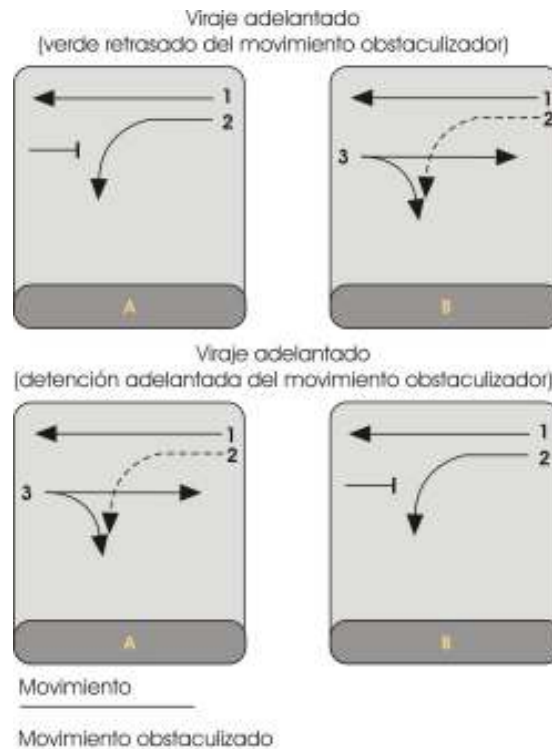 Viraje adelantado
(verde retrasado del movimiento obstaculizador)
1
2
A
1
2
3
B
Viraje adelantado
(detención adelantada del movimiento obstaculizador)
1
2
3
A
1
2
B
Movimiento
Movimiento obstaculizado